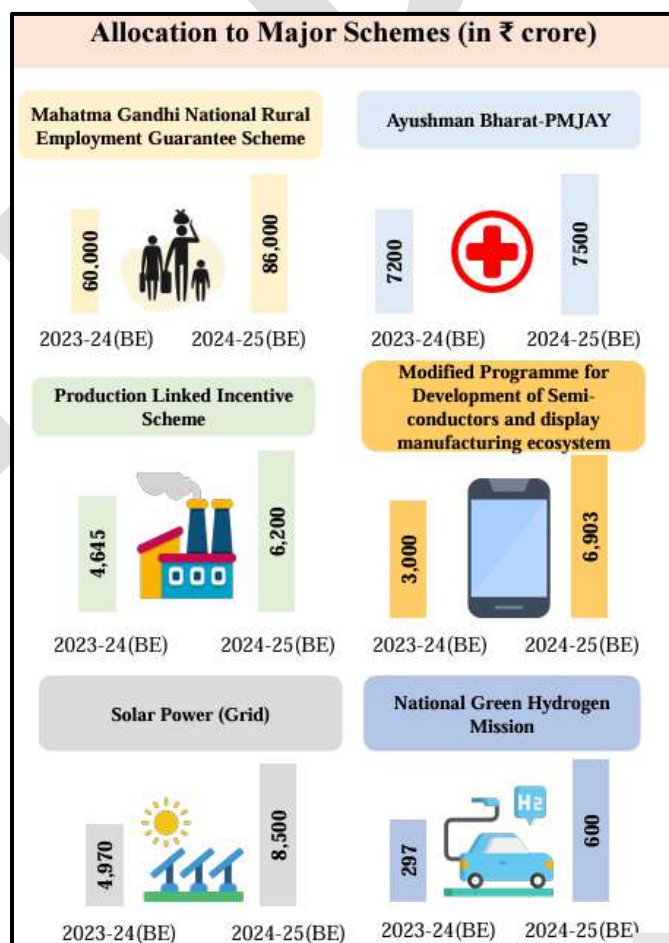 Allocation to Major Schemes (in ₹ crore)
Mahatma Gandhi National Rural
Employment Guarantee Scheme
60,000
86,000
2023-24(BE)
2024-25(BE)
Ayushman Bharat-PMJAY
7200
7500
2023-24(BE)
2024-25(BE)
Production Linked Incentive
Scheme
4,645
6,200
2023-24(BE)
2024-25(BE)
Modified Programme for
Development of Semi-
conductors and display
manufacturing ecosystem
3,000
6,903
2023-24(BE)
2024-25(BE)
Solar Power (Grid)
4,970
8,500
2023-24(BE)
2024-25(BE)
National Green Hydrogen
Mission
297
H2
600
2023-24(BE)
2024-25(BE)